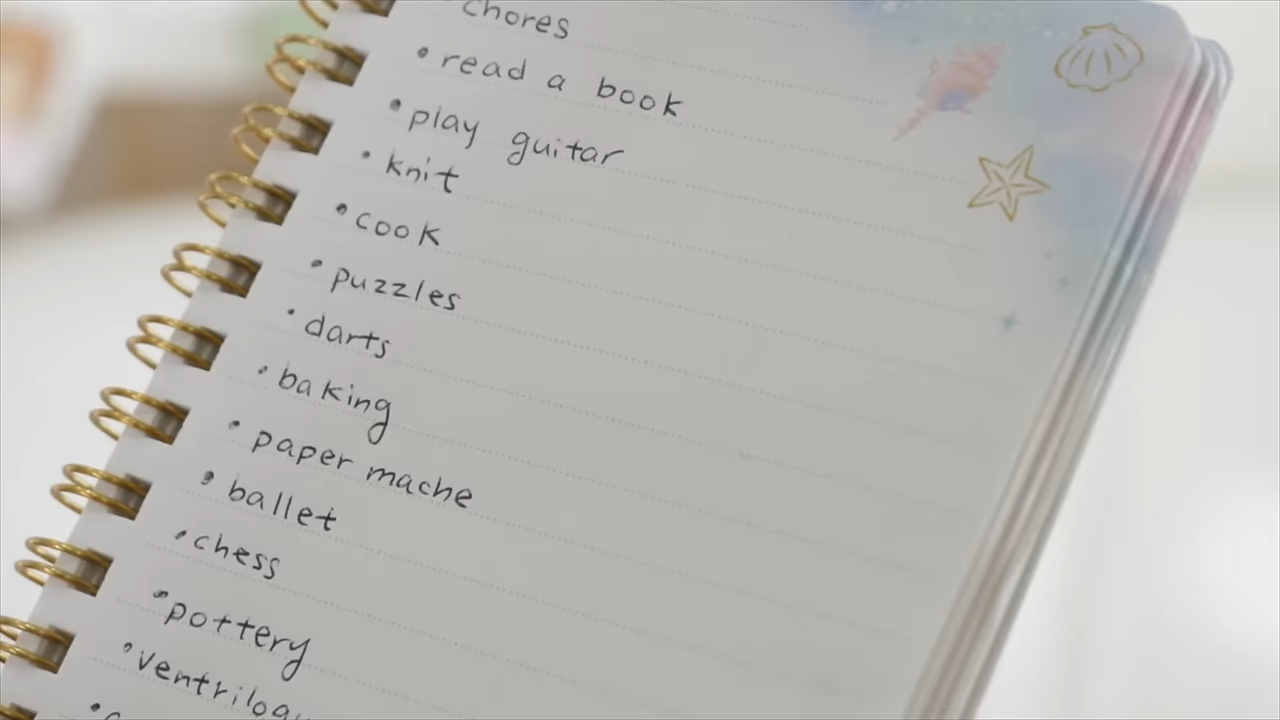 chores
• read a book
• play guitar
• knit
• cook
• puzzles
• darts
• baking
• paper mache
• ballet
• chess
• pottery